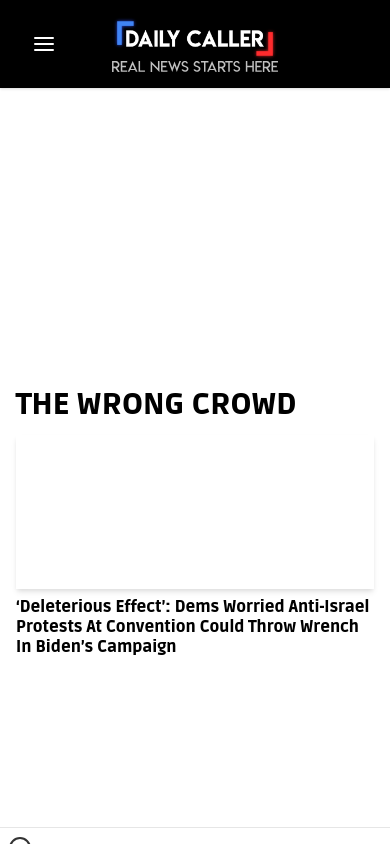 DAILY CALLER
REAL NEWS STARTS HERE
THE WRONG CROWD
‘Deleterious Effect’: Dems Worried Anti-Israel
Protests At Convention Could Throw Wrench
In Biden’s Campaign